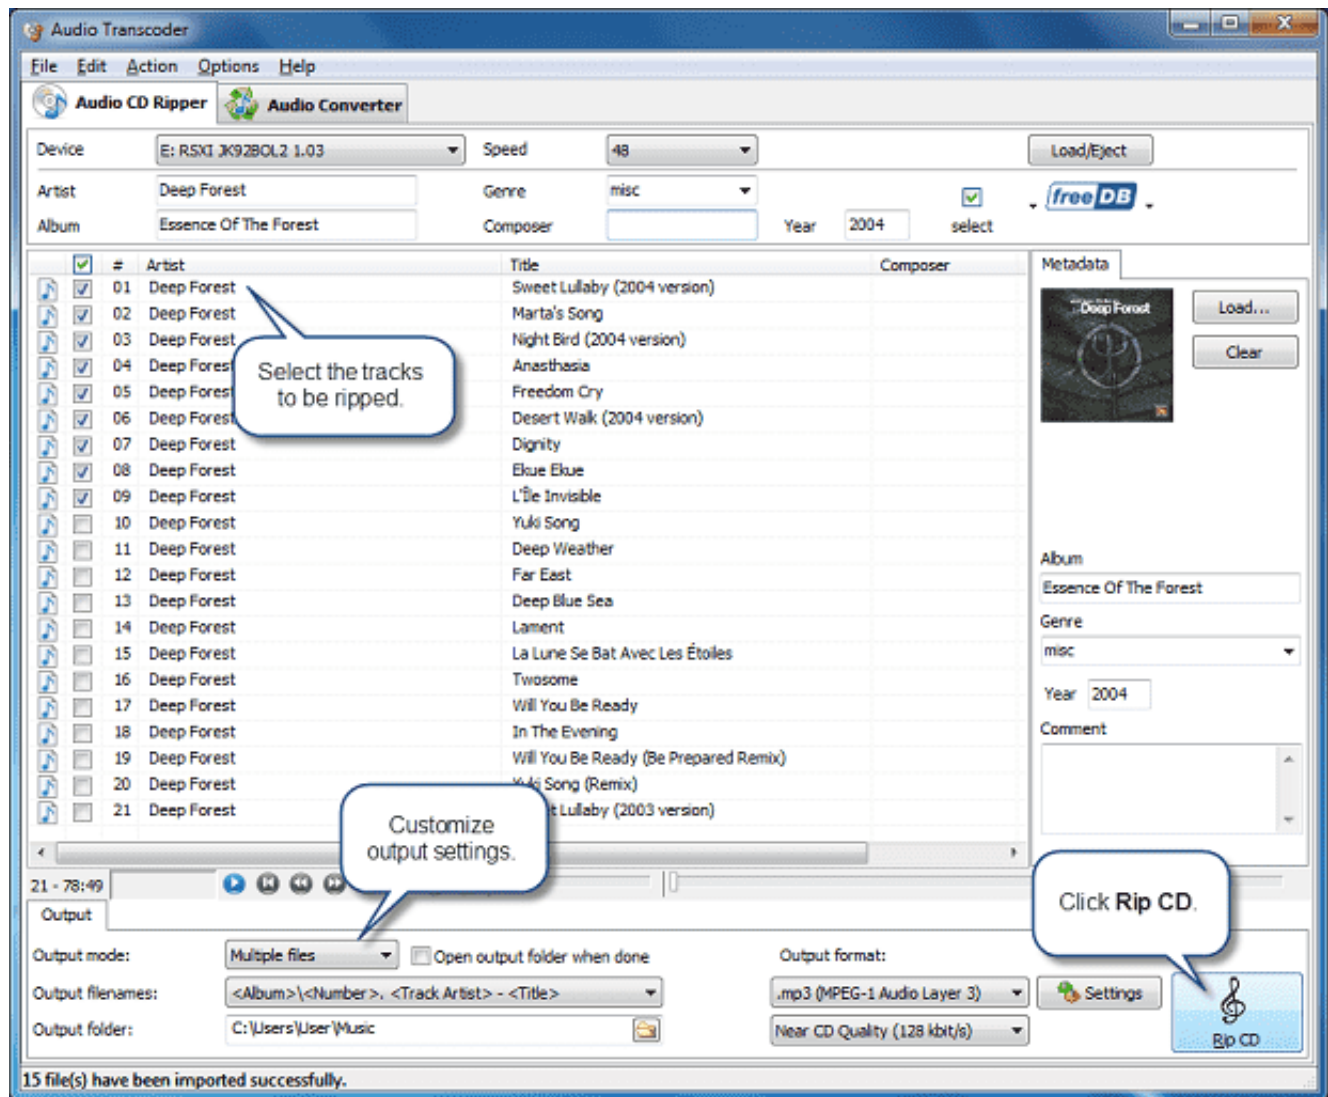 Audio Transcoder
File Edit Action Options Help
Audio CD Ripper Audio Converter
Device E: RSXI JK92BOL2 1.03 Speed 48 Load/Eject
Artist Deep Forest Genre misc freeDB
Album Essence Of The Forest Composer Year 2004 select
# Artist Title Composer Metadata
01 Deep Forest Sweet Lullaby (2004 version)
02 Deep Forest Marta's Song
03 Deep Forest Night Bird (2004 version)
04 Deep Forest Anasthasia
05 Deep Forest Freedom Cry
06 Deep Forest Desert Walk (2004 version)
07 Deep Forest Dignity
08 Deep Forest Ekue Ekue
09 Deep Forest L'Île Invisible
10 Deep Forest Yuki Song
11 Deep Forest Deep Weather
12 Deep Forest Far East
13 Deep Forest Deep Blue Sea
14 Deep Forest Lament
15 Deep Forest La Lune Se Bat Avec Les Étoiles
16 Deep Forest Twosome
17 Deep Forest Will You Be Ready
18 Deep Forest In The Evening
19 Deep Forest Will You Be Ready (Be Prepared Remix)
20 Deep Forest Song (Remix)
21 Deep Forest Lullaby (2003 version)
Select the tracks
to be ripped.
Deep Forest
Load...
Clear
Album
Essence Of The Forest
Genre
misc
Year 2004
Comment
Customize
output settings.
21 - 78:49
Click Rip CD.
Output
Output mode: Multiple files Open output folder when done Output format:
Output filenames: <Album>\<Number>. <Track Artist> - <Title> .mp3 (MPEG-1 Audio Layer 3) Settings
Output folder: C:\Users\User\Music Near CD Quality (128 kbit/s) Rip CD
15 file(s) have been imported successfully.